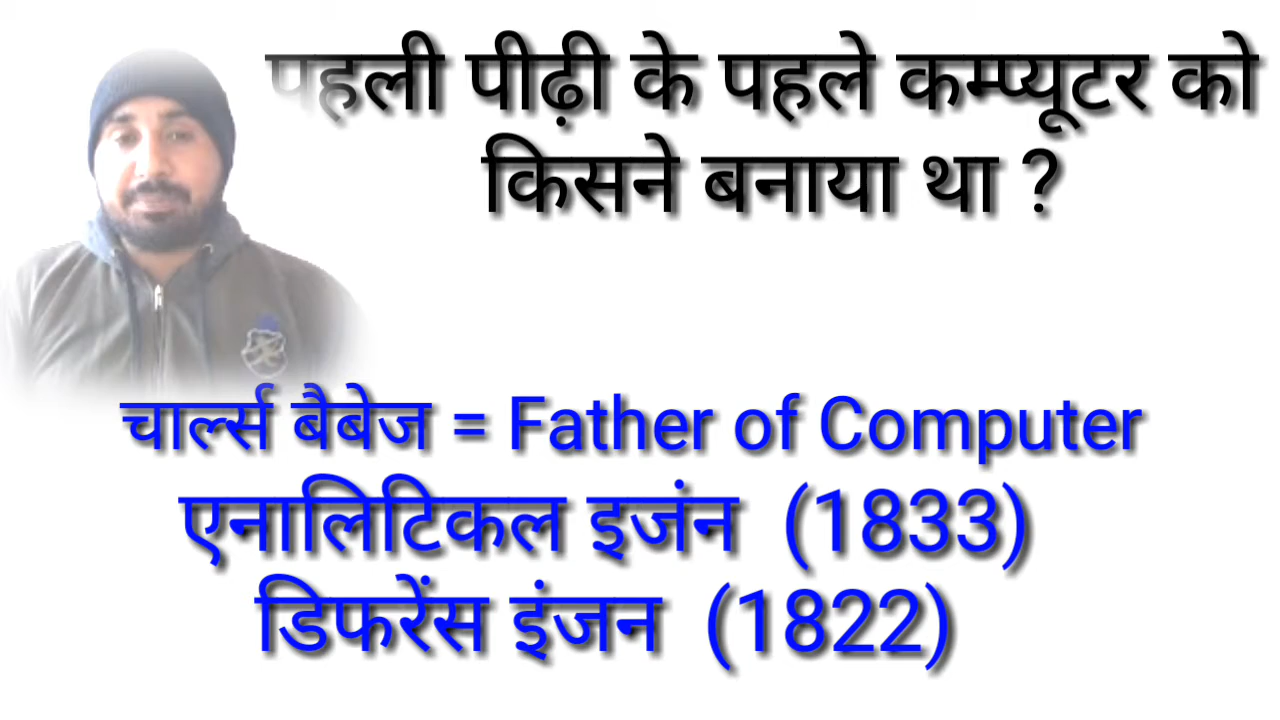 पहली पीढ़ी के पहले कम्प्यूटर को
किसने बनाया था ?
चार्ल्स बैबेज = Father of Computer
एनालिटिकल इजंन (1833)
डिफरेंस इंजन (1822)